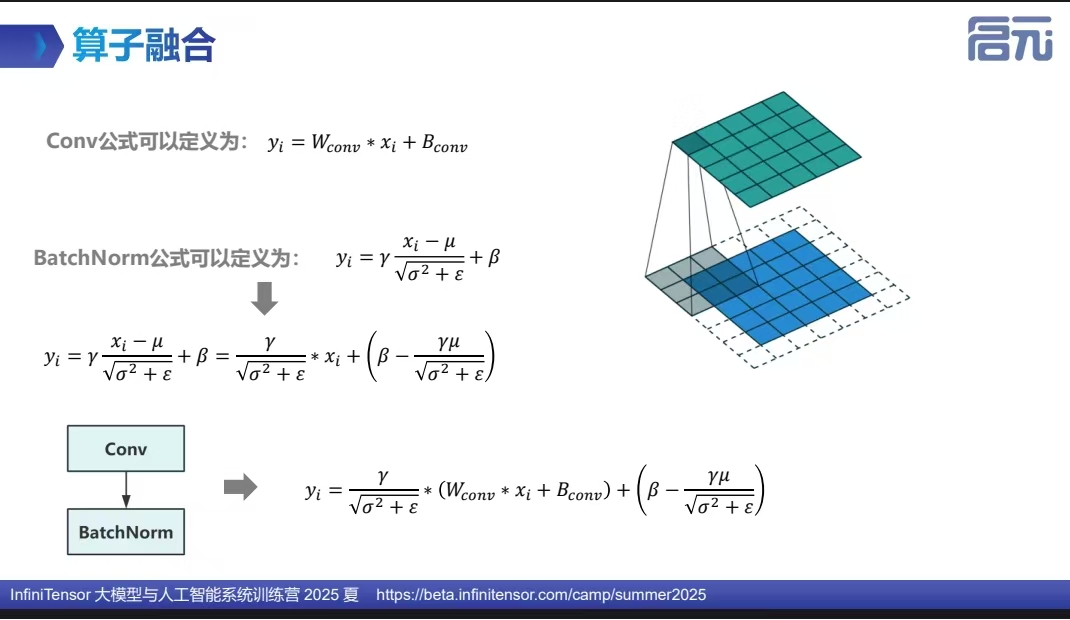 算子融合
启元
Conv公式可以定义为： $y_i = W_{conv} * x_i + B_{conv}$
BatchNorm公式可以定义为： $y_i = \gamma \frac{x_i - \mu}{\sqrt{\sigma^2 + \varepsilon}} + \beta$
$y_i = \gamma \frac{x_i - \mu}{\sqrt{\sigma^2 + \varepsilon}} + \beta = \frac{\gamma}{\sqrt{\sigma^2 + \varepsilon}} * x_i + \left(\beta - \frac{\gamma\mu}{\sqrt{\sigma^2 + \varepsilon}}\right)$
Conv
BatchNorm
$y_i = \frac{\gamma}{\sqrt{\sigma^2 + \varepsilon}} * (W_{conv} * x_i + B_{conv}) + \left(\beta - \frac{\gamma\mu}{\sqrt{\sigma^2 + \varepsilon}}\right)$
InfiniTensor 大模型与人工智能系统训练营 2025 夏 https://beta.infinitensor.com/camp/summer2025